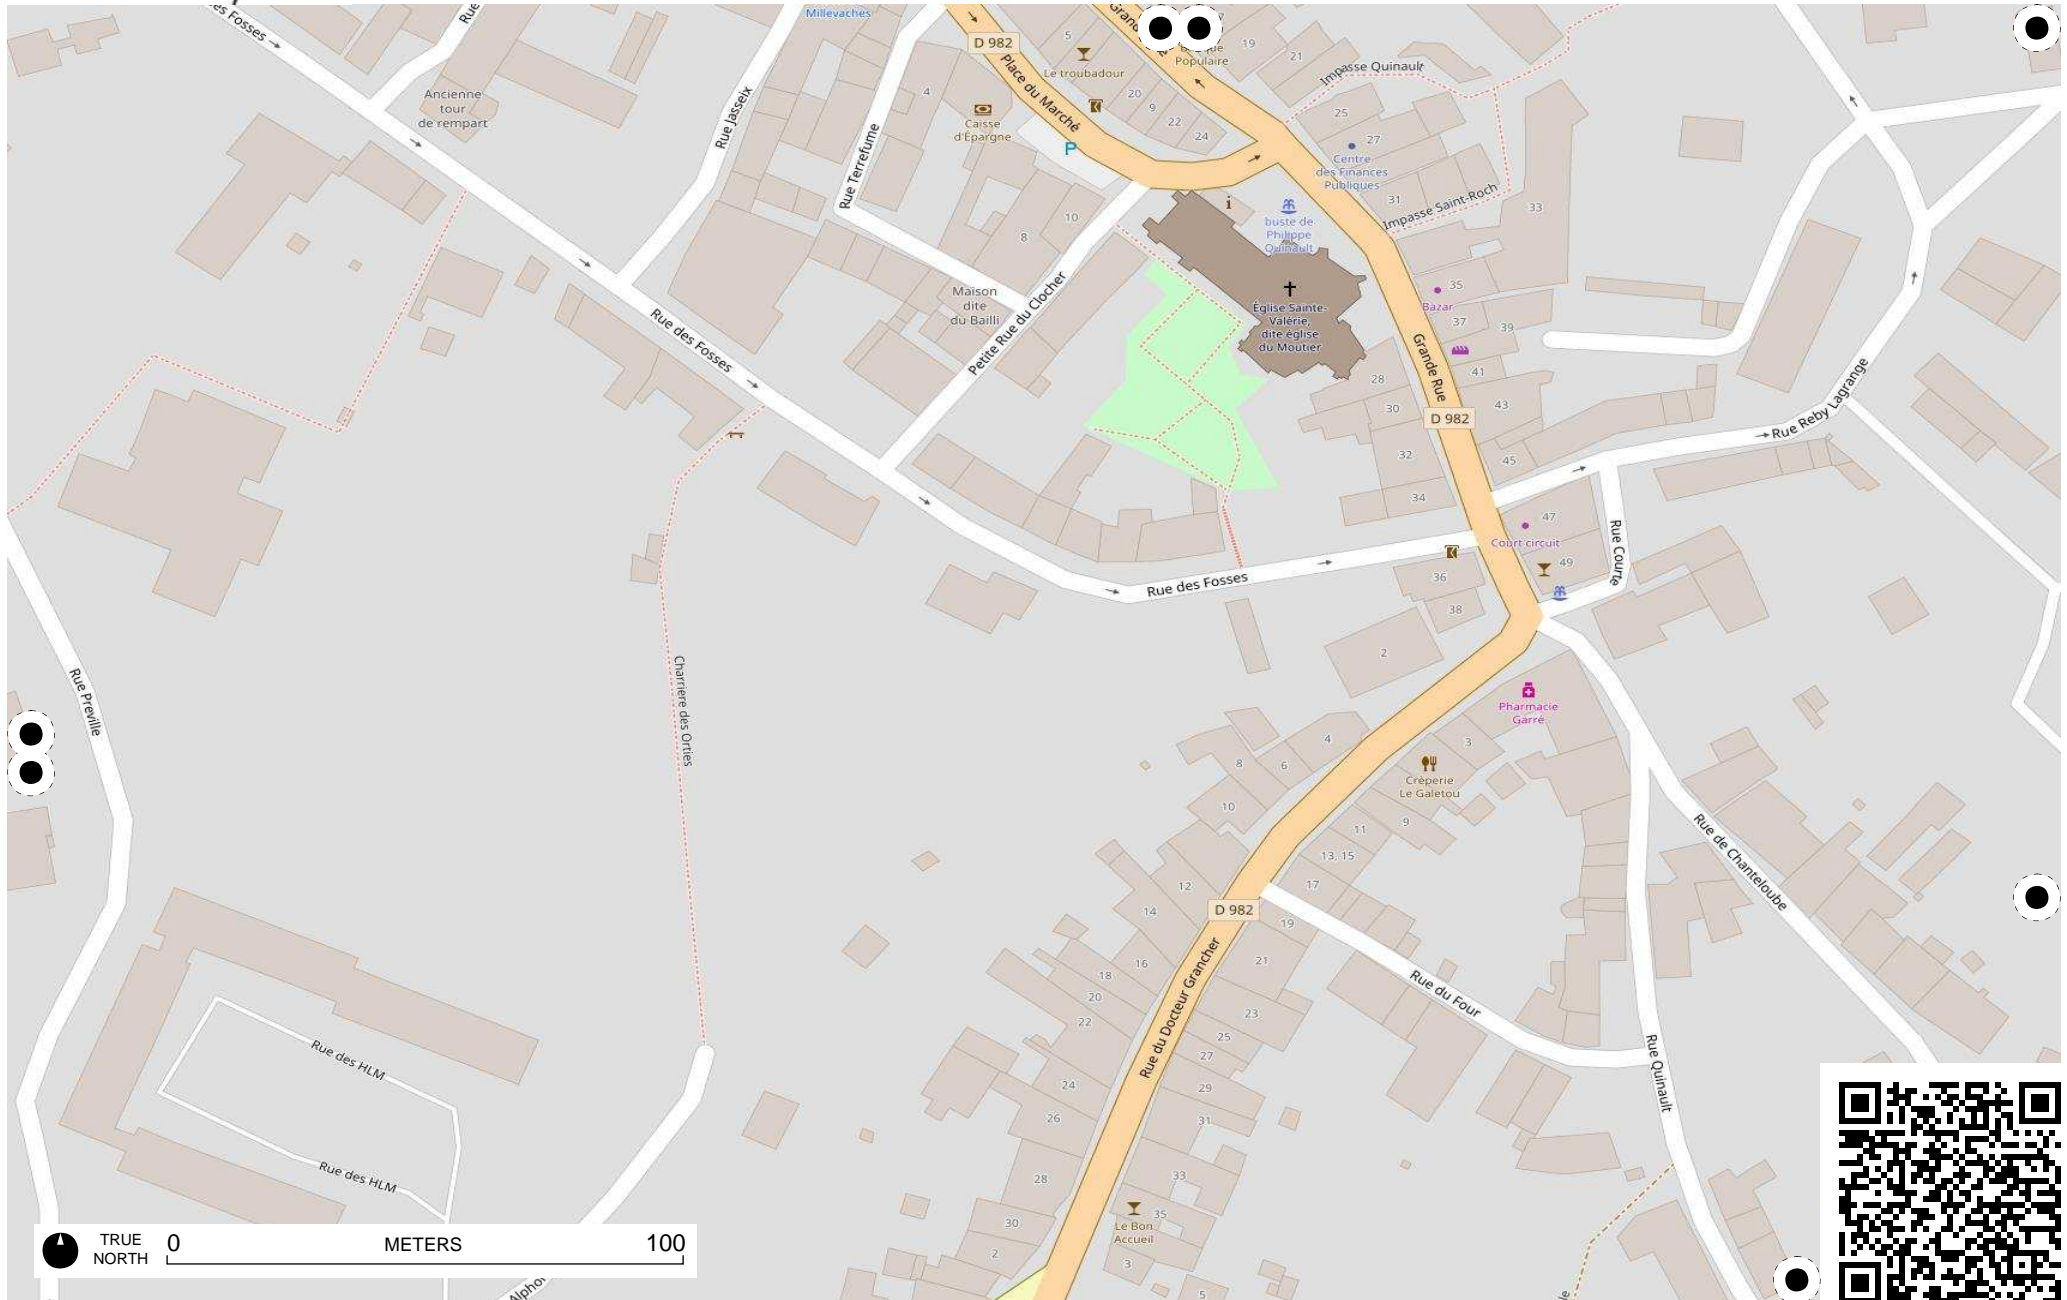 Millevaches
Rue
des Fosses
D 982
Place du Marché
5
Le troubadour
20
9
22
24
Populaire
19
21
Impasse Quinault
25
27
Centre
des Finances
Publiques
31
Impasse Saint-Roch
33
Ancienne
tour
de rempart
Rue Jasseix
4
Rue Terrefume
Caisse
d'Épargne
P
10
8
i
buste de
Philippe
Quinault
Maison
dite
du Bailli
Petite Rue du Clocher
Église Sainte-
Valérie,
dite église
du Moutier
35
Bazar
37
39
41
43
45
28
30
32
34
Grande Rue
D 982
Rue des Fosses
Rue Reby Lagrange
47
Court circuit
49
Rue Courte
36
38
2
Rue des Fosses
Rue Preville
Charriere des Orties
Pharmacie
Garré
3
4
6
8
10
Crêperie
Le Galetou
9
11
13, 15
17
Rue de Chanteloube
12
14
D 982
19
21
16
18
20
22
Rue du Docteur Grancher
23
25
27
29
31
Rue du Four
Rue Quinault
24
26
28
30
2
33
35
Le Bon
Accueil
3
5
Rue des HLM
Rue des HLM
TRUE
NORTH
0
METERS
100